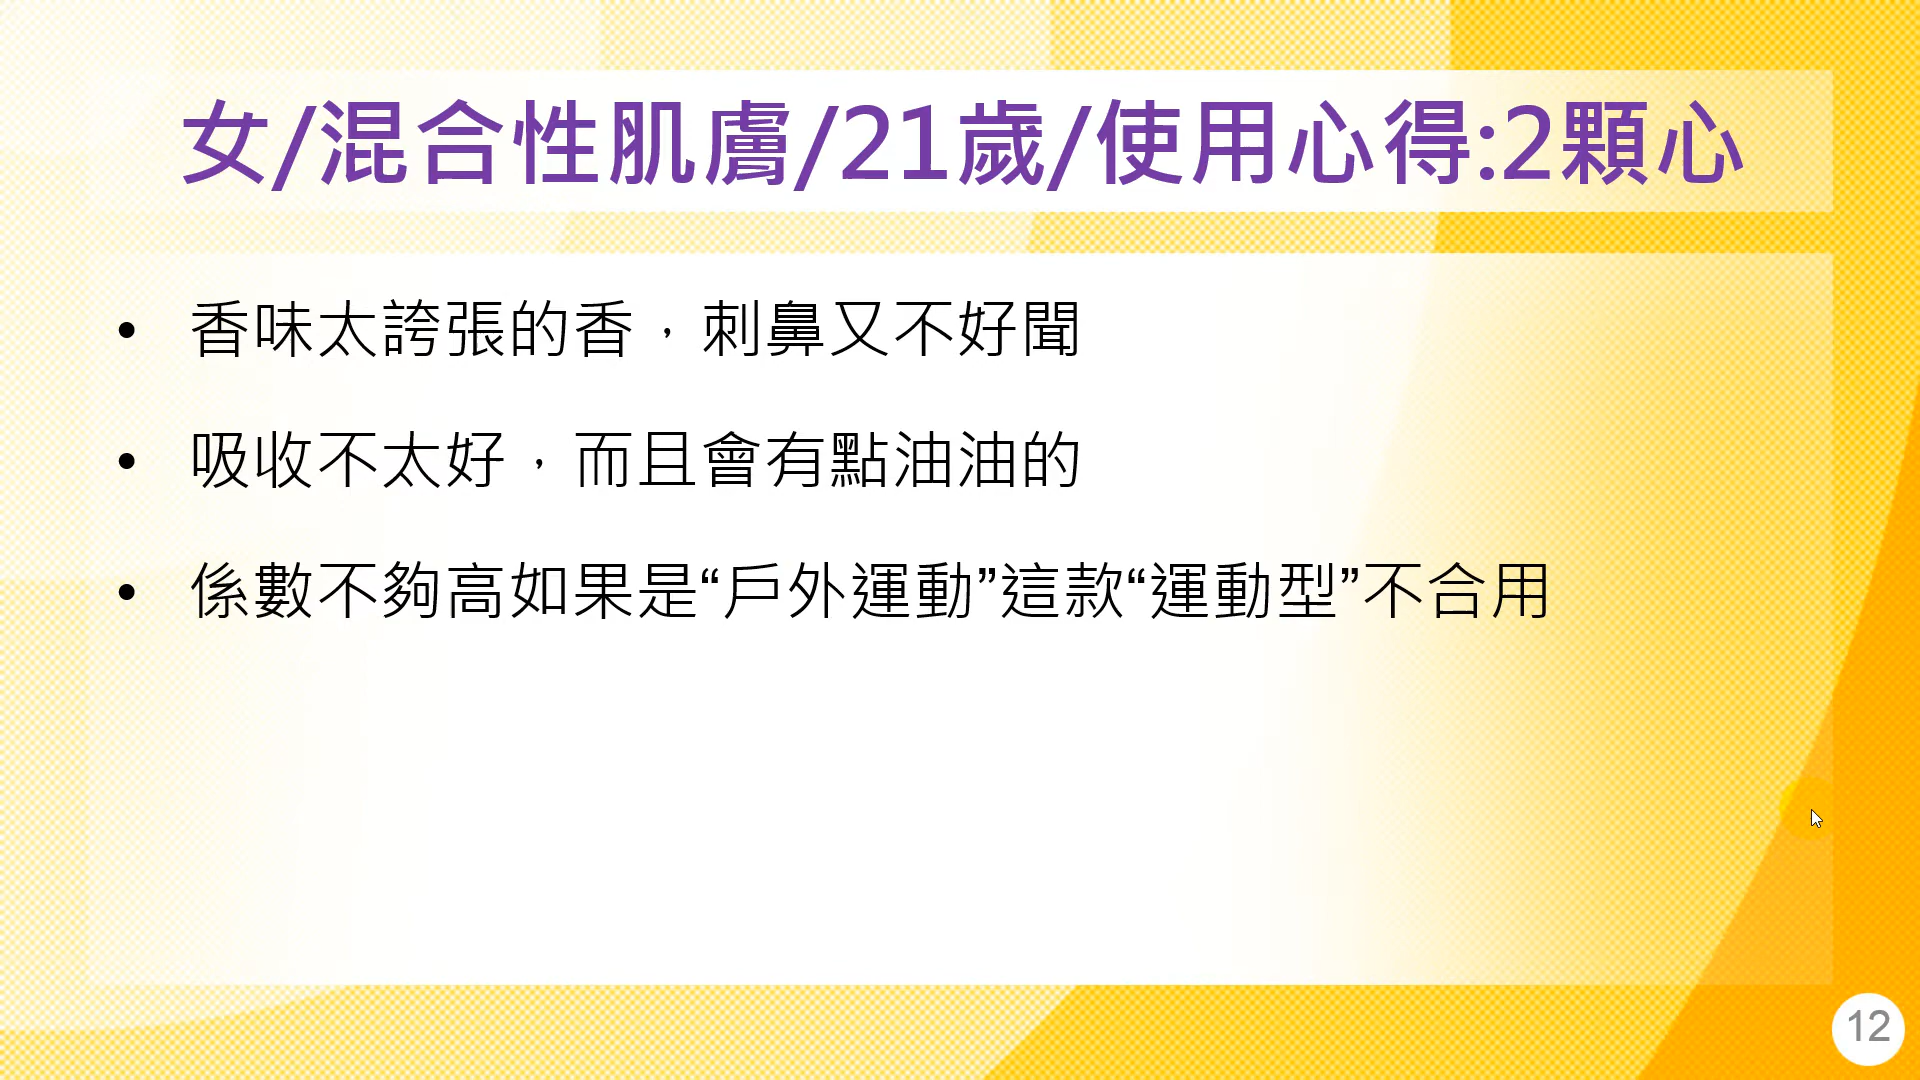 女/混合性肌膚/21歲/使用心得:2顆心
• 香味太誇張的香，刺鼻又不好聞
• 吸收不太好，而且會有點油油的
• 係數不夠高如果是“戶外運動”這款“運動型”不合用
12